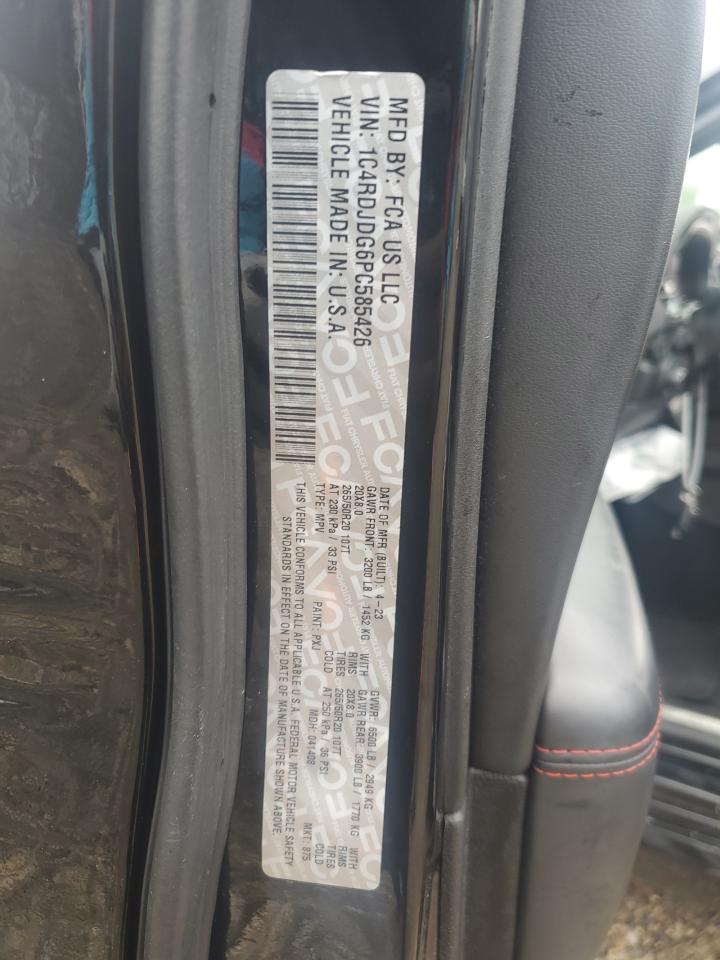 MFD BY: FCA US LLC
VIN: 1C4RDJDG6PC585426
VEHICLE MADE IN: U.S.A.
DATE OF MFR (BUILT): 4-23 GVWR: 6500 LB / 2949 KG
GAWR FRONT: 3200 LB / 1452 KG WITH GAWR REAR: 3900 LB / 1770 KG WITH
20X8.0 RIMS 20X8.0 RIMS
265/50R20 107T TIRES 265/50R20 107T TIRES
AT 230 kPa / 33 PSI COLD AT 250 kPa / 36 PSI COLD
TYPE: MPV PAINT: PXJ MDH: 041408 MKT: 875
THIS VEHICLE CONFORMS TO ALL APPLICABLE U.S.A. FEDERAL MOTOR VEHICLE SAFETY
STANDARDS IN EFFECT ON THE DATE OF MANUFACTURE SHOWN ABOVE.